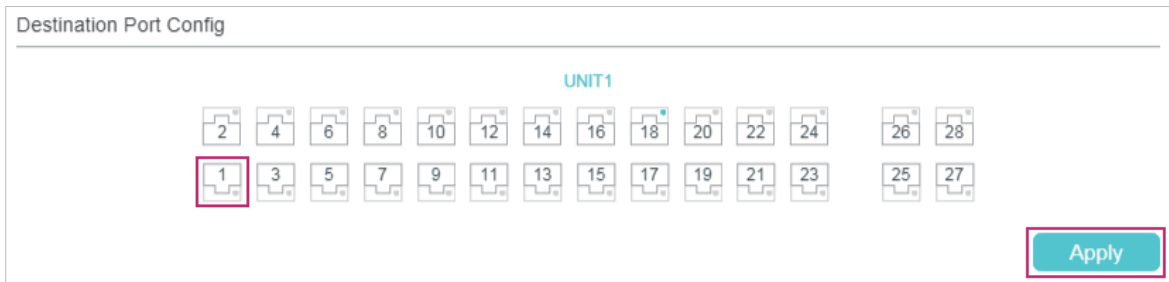 Destination Port Config
UNIT1
2 4 6 8 10 12 14 16 18 20 22 24 26 28
1 3 5 7 9 11 13 15 17 19 21 23 25 27
Apply